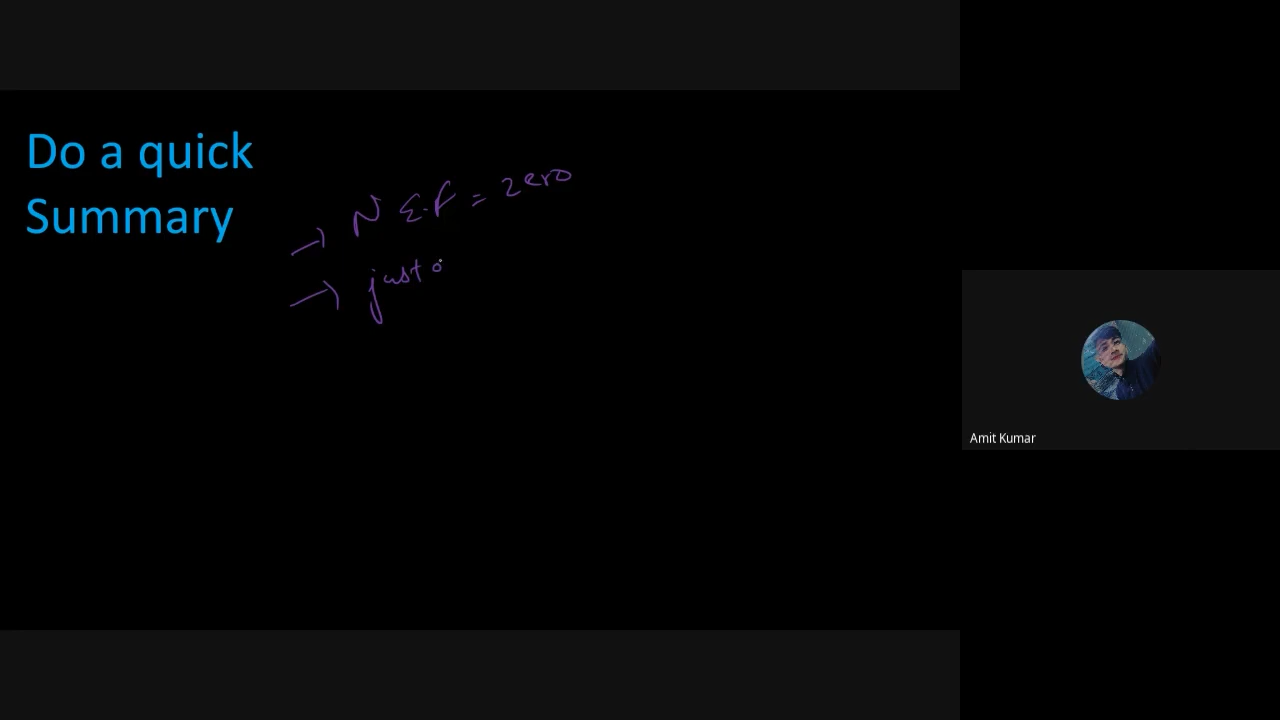 Do a quick
Summary
→ N E.F = zero
→ just o
Amit Kumar